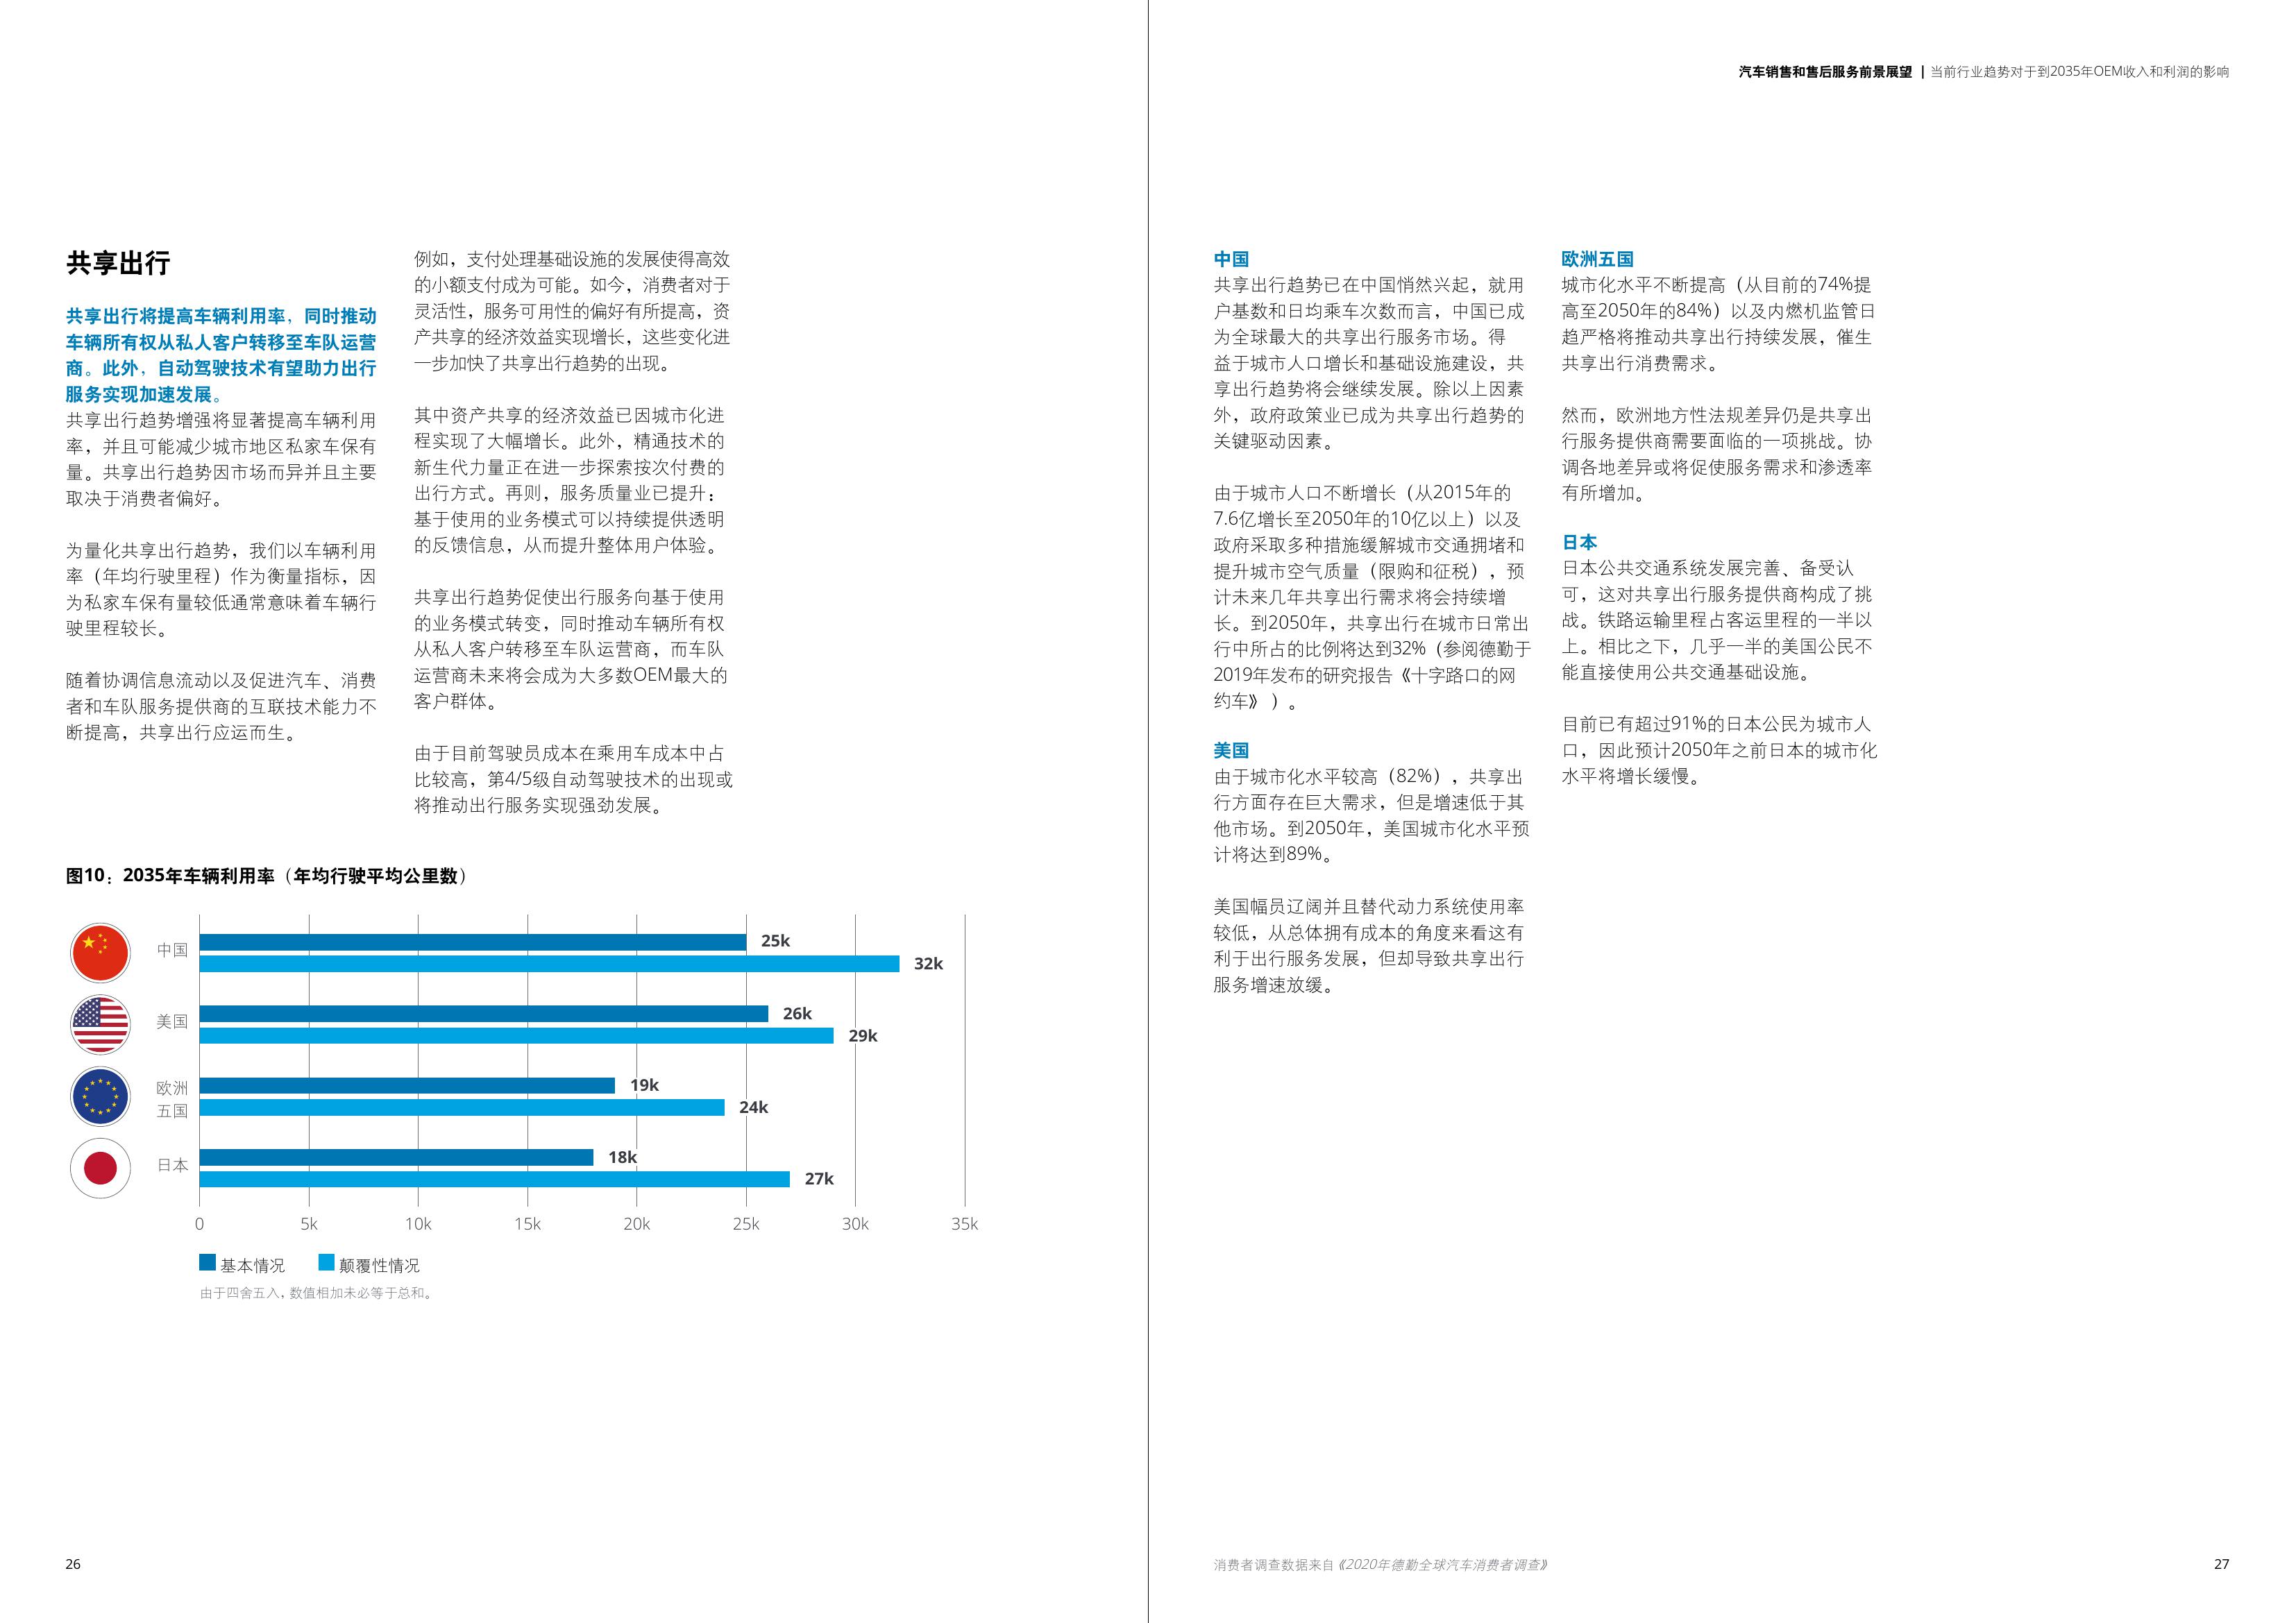 汽车销售和售后服务前景展望 | 当前行业趋势对于到2035年OEM收入和利润的影响
共享出行
共享出行将提高车辆利用率，同时推动
车辆所有权从私人客户转移至车队运营
商。此外，自动驾驶技术有望助力出行
服务实现加速发展。
共享出行趋势增强将显著提高车辆利用
率，并且可能减少城市地区私家车保有
量。共享出行趋势因市场而异并且主要
取决于消费者偏好。
为量化共享出行趋势，我们以车辆利用
率（年均行驶里程）作为衡量指标，因
为私家车保有量较低通常意味着车辆行
驶里程较长。
随着协调信息流动以及促进汽车、消费
者和车队服务提供商的互联技术能力不
断提高，共享出行应运而生。
例如，支付处理基础设施的发展使得高效
的小额支付成为可能。如今，消费者对于
灵活性，服务可用性的偏好有所提高，资
产共享的经济效益实现增长，这些变化进
一步加快了共享出行趋势的出现。
其中资产共享的经济效益已因城市化进
程实现了大幅增长。此外，精通技术的
新生代力量正在进一步探索按次付费的
出行方式。再则，服务质量业已提升：
基于使用的业务模式可以持续提供透明
的反馈信息，从而提升整体用户体验。
共享出行趋势促使出行服务向基于使用
的业务模式转变，同时推动车辆所有权
从私人客户转移至车队运营商，而车队
运营商未来将会成为大多数OEM最大的
客户群体。
由于目前驾驶员成本在乘用车成本中占
比较高，第4/5级自动驾驶技术的出现或
将推动出行服务实现强劲发展。
图10：2035年车辆利用率（年均行驶平均公里数）
中国
25k
32k
美国
26k
29k
欧洲
五国
19k
24k
日本
18k
27k
0 5k 10k 15k 20k 25k 30k 35k
基本情况 颠覆性情况
由于四舍五入，数值相加未必等于总和。
26
中国
共享出行趋势已在中国悄然兴起，就用
户基数和日均乘车次数而言，中国已成
为全球最大的共享出行服务市场。得
益于城市人口增长和基础设施建设，共
享出行趋势将会继续发展。除以上因素
外，政府政策业已成为共享出行趋势的
关键驱动因素。
由于城市人口不断增长（从2015年的
7.6亿增长至2050年的10亿以上）以及
政府采取多种措施缓解城市交通拥堵和
提升城市空气质量（限购和征税），预
计未来几年共享出行需求将会持续增
长。到2050年，共享出行在城市日常出
行中所占的比例将达到32%（参阅德勤于
2019年发布的研究报告《十字路口的网
约车》 ）。
美国
由于城市化水平较高（82%），共享出
行方面存在巨大需求，但是增速低于其
他市场。到2050年，美国城市化水平预
计将达到89%。
美国幅员辽阔并且替代动力系统使用率
较低，从总体拥有成本的角度来看这有
利于出行服务发展，但却导致共享出行
服务增速放缓。
欧洲五国
城市化水平不断提高（从目前的74%提
高至2050年的84%）以及内燃机监管日
趋严格将推动共享出行持续发展，催生
共享出行消费需求。
然而，欧洲地方性法规差异仍是共享出
行服务提供商需要面临的一项挑战。协
调各地差异或将促使服务需求和渗透率
有所增加。
日本
日本公共交通系统发展完善、备受认
可，这对共享出行服务提供商构成了挑
战。铁路运输里程占客运里程的一半以
上。相比之下，几乎一半的美国公民不
能直接使用公共交通基础设施。
目前已有超过91%的日本公民为城市人
口，因此预计2050年之前日本的城市化
水平将增长缓慢。
消费者调查数据来自《2020年德勤全球汽车消费者调查》
27